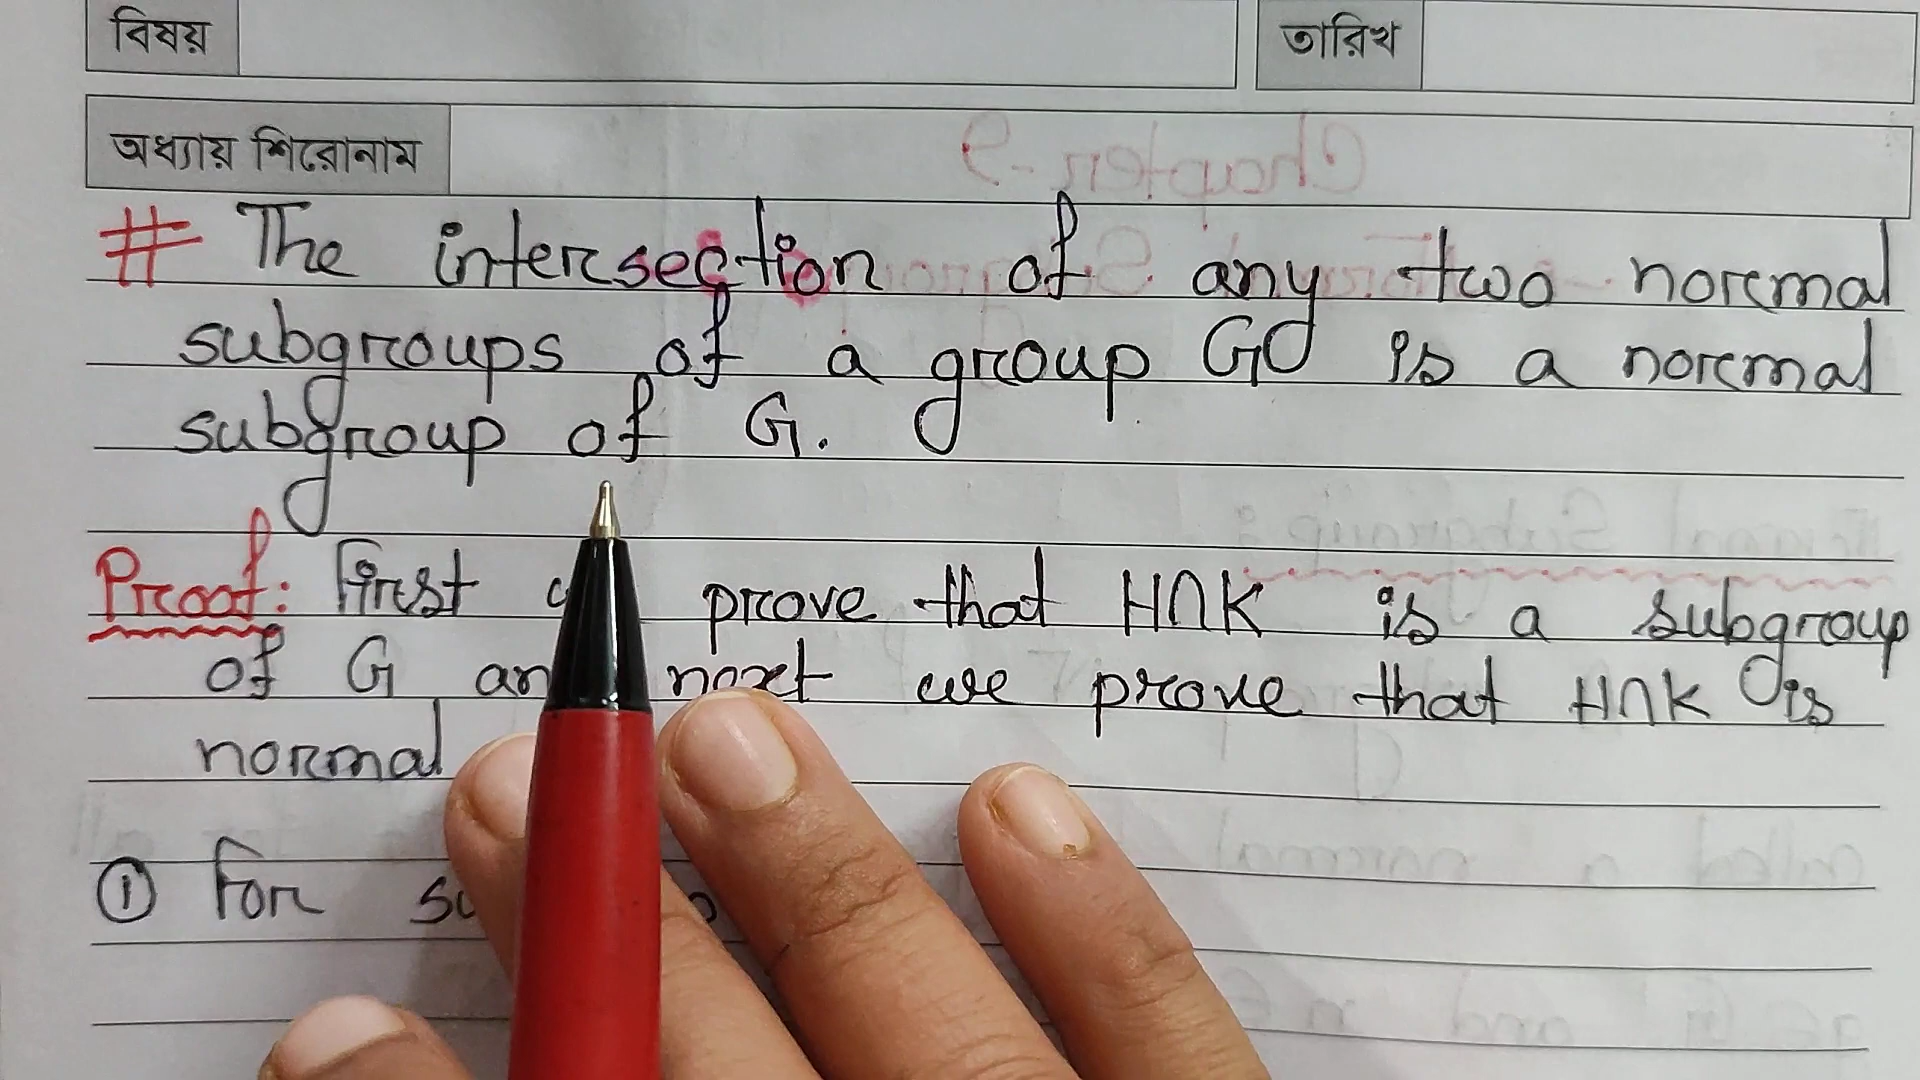 বিষয়
তারিখ
অধ্যায় শিরোনাম
# The intersection of any two normal
subgroups of a group G is a normal
subgroup of G.
Proof: First prove that H∩K is a subgroup
of G next we prove that H∩K is
normal
① For